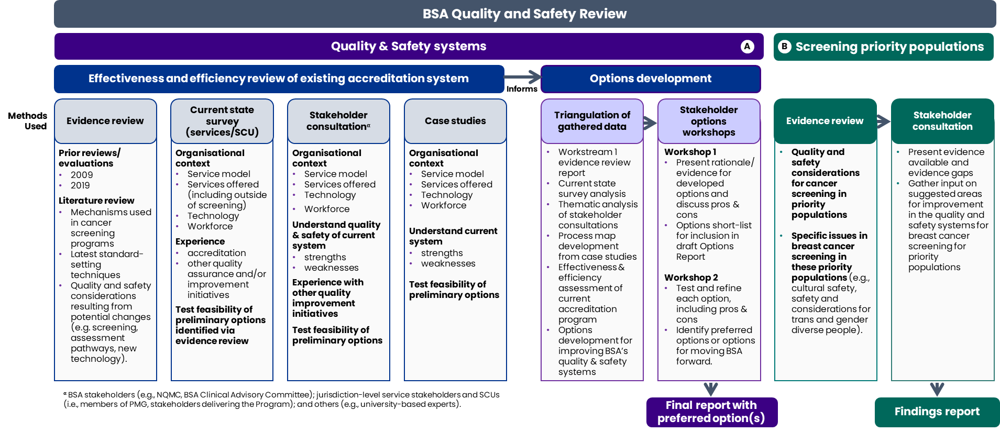 BSA Quality and Safety Review
Quality & Safety systems
A
B
Screening priority populations
Effectiveness and efficiency review of existing accreditation system
Informs
Options development
Methods
Used
Evidence review
Prior reviews/
evaluations
• 2009
• 2019
Literature review
• Mechanisms used
in cancer
screening
programs
• Latest standard-
setting
techniques
• Quality and safety
considerations
resulting from
potential changes
(e.g. screening,
assessment
pathways, new
technology).
Current state
survey
(services/SCU)
Organisational
context
• Service model
• Services offered
(including outside
of screening)
• Technology
• Workforce
Experience
• accreditation
• other quality
assurance and/or
improvement
initiatives
Test feasibility of
preliminary options
identified via
evidence review
Stakeholder
consultationᵅ
Organisational
context
• Service model
• Services offered
• Technology
• Workforce
Understand quality
& safety of current
system
• strengths
• weaknesses
Experience with
other quality
improvement
initiatives
Test feasibility of
preliminary options
Case studies
Organisational
context
• Service model
• Services offered
• Technology
• Workforce
Understand current
system
• strengths
• weaknesses
Test feasibility of
preliminary options
Triangulation of
gathered data
• Workstream 1
evidence review
report
• Current state
survey analysis
• Thematic analysis
of stakeholder
consultations
• Process map
development
from case studies
• Effectiveness &
efficiency
assessment of
current
accreditation
program
• Options
development for
improving BSA's
quality & safety
systems
Stakeholder
options
workshops
Workshop 1
• Present rationale/
evidence for
developed
options and
discuss pros &
cons
• Options short-list
for inclusion in
draft Options
Report
Workshop 2
• Test and refine
each option,
including pros &
cons
• Identify preferred
options or options
for moving BSA
forward.
Evidence review
• Quality and
safety
considerations
for cancer
screening in
priority
populations
• Specific issues in
breast cancer
screening in
these priority
populations (e.g.,
cultural safety,
safety and
considerations for
trans and gender
diverse people).
Stakeholder
consultation
• Present evidence
available and
evidence gaps
• Gather input on
suggested areas
for improvement
in the quality and
safety systems for
breast cancer
screening for
priority
populations
ᵅ BSA stakeholders (e.g., NQMC, BSA Clinical Advisory Committee); jurisdiction-level service stakeholders and SCUs
(i.e., members of PMG, stakeholders delivering the Program); and others (e.g., university-based experts).
Final report with
preferred option(s)
Findings report